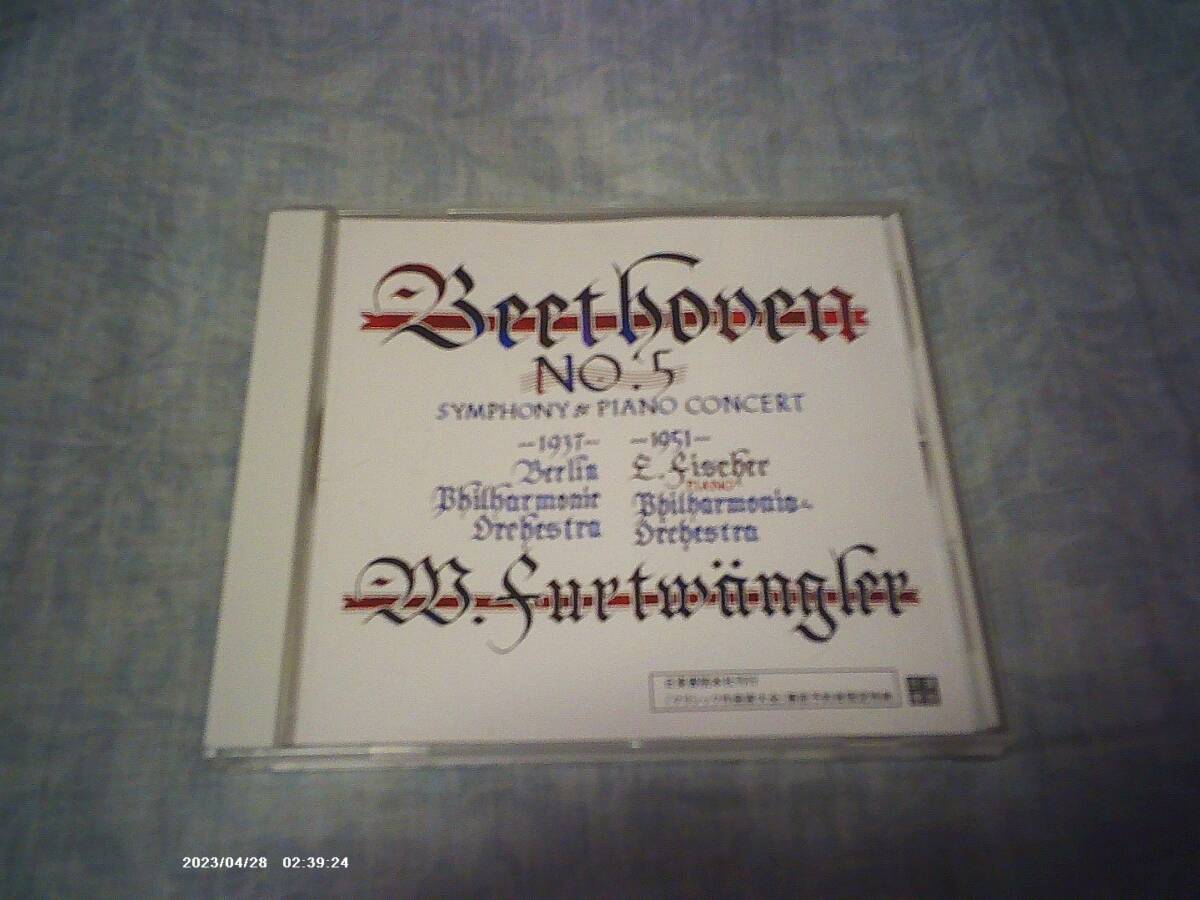 Beethoven
NO. 5
SYMPHONY & PIANO CONCERT
-1937- -1951-
Berlin E. Fischer
Philharmonic Philharmonia-
Orchestra Orchestra
W. Furtwängler
2023/04/28 02:39:24